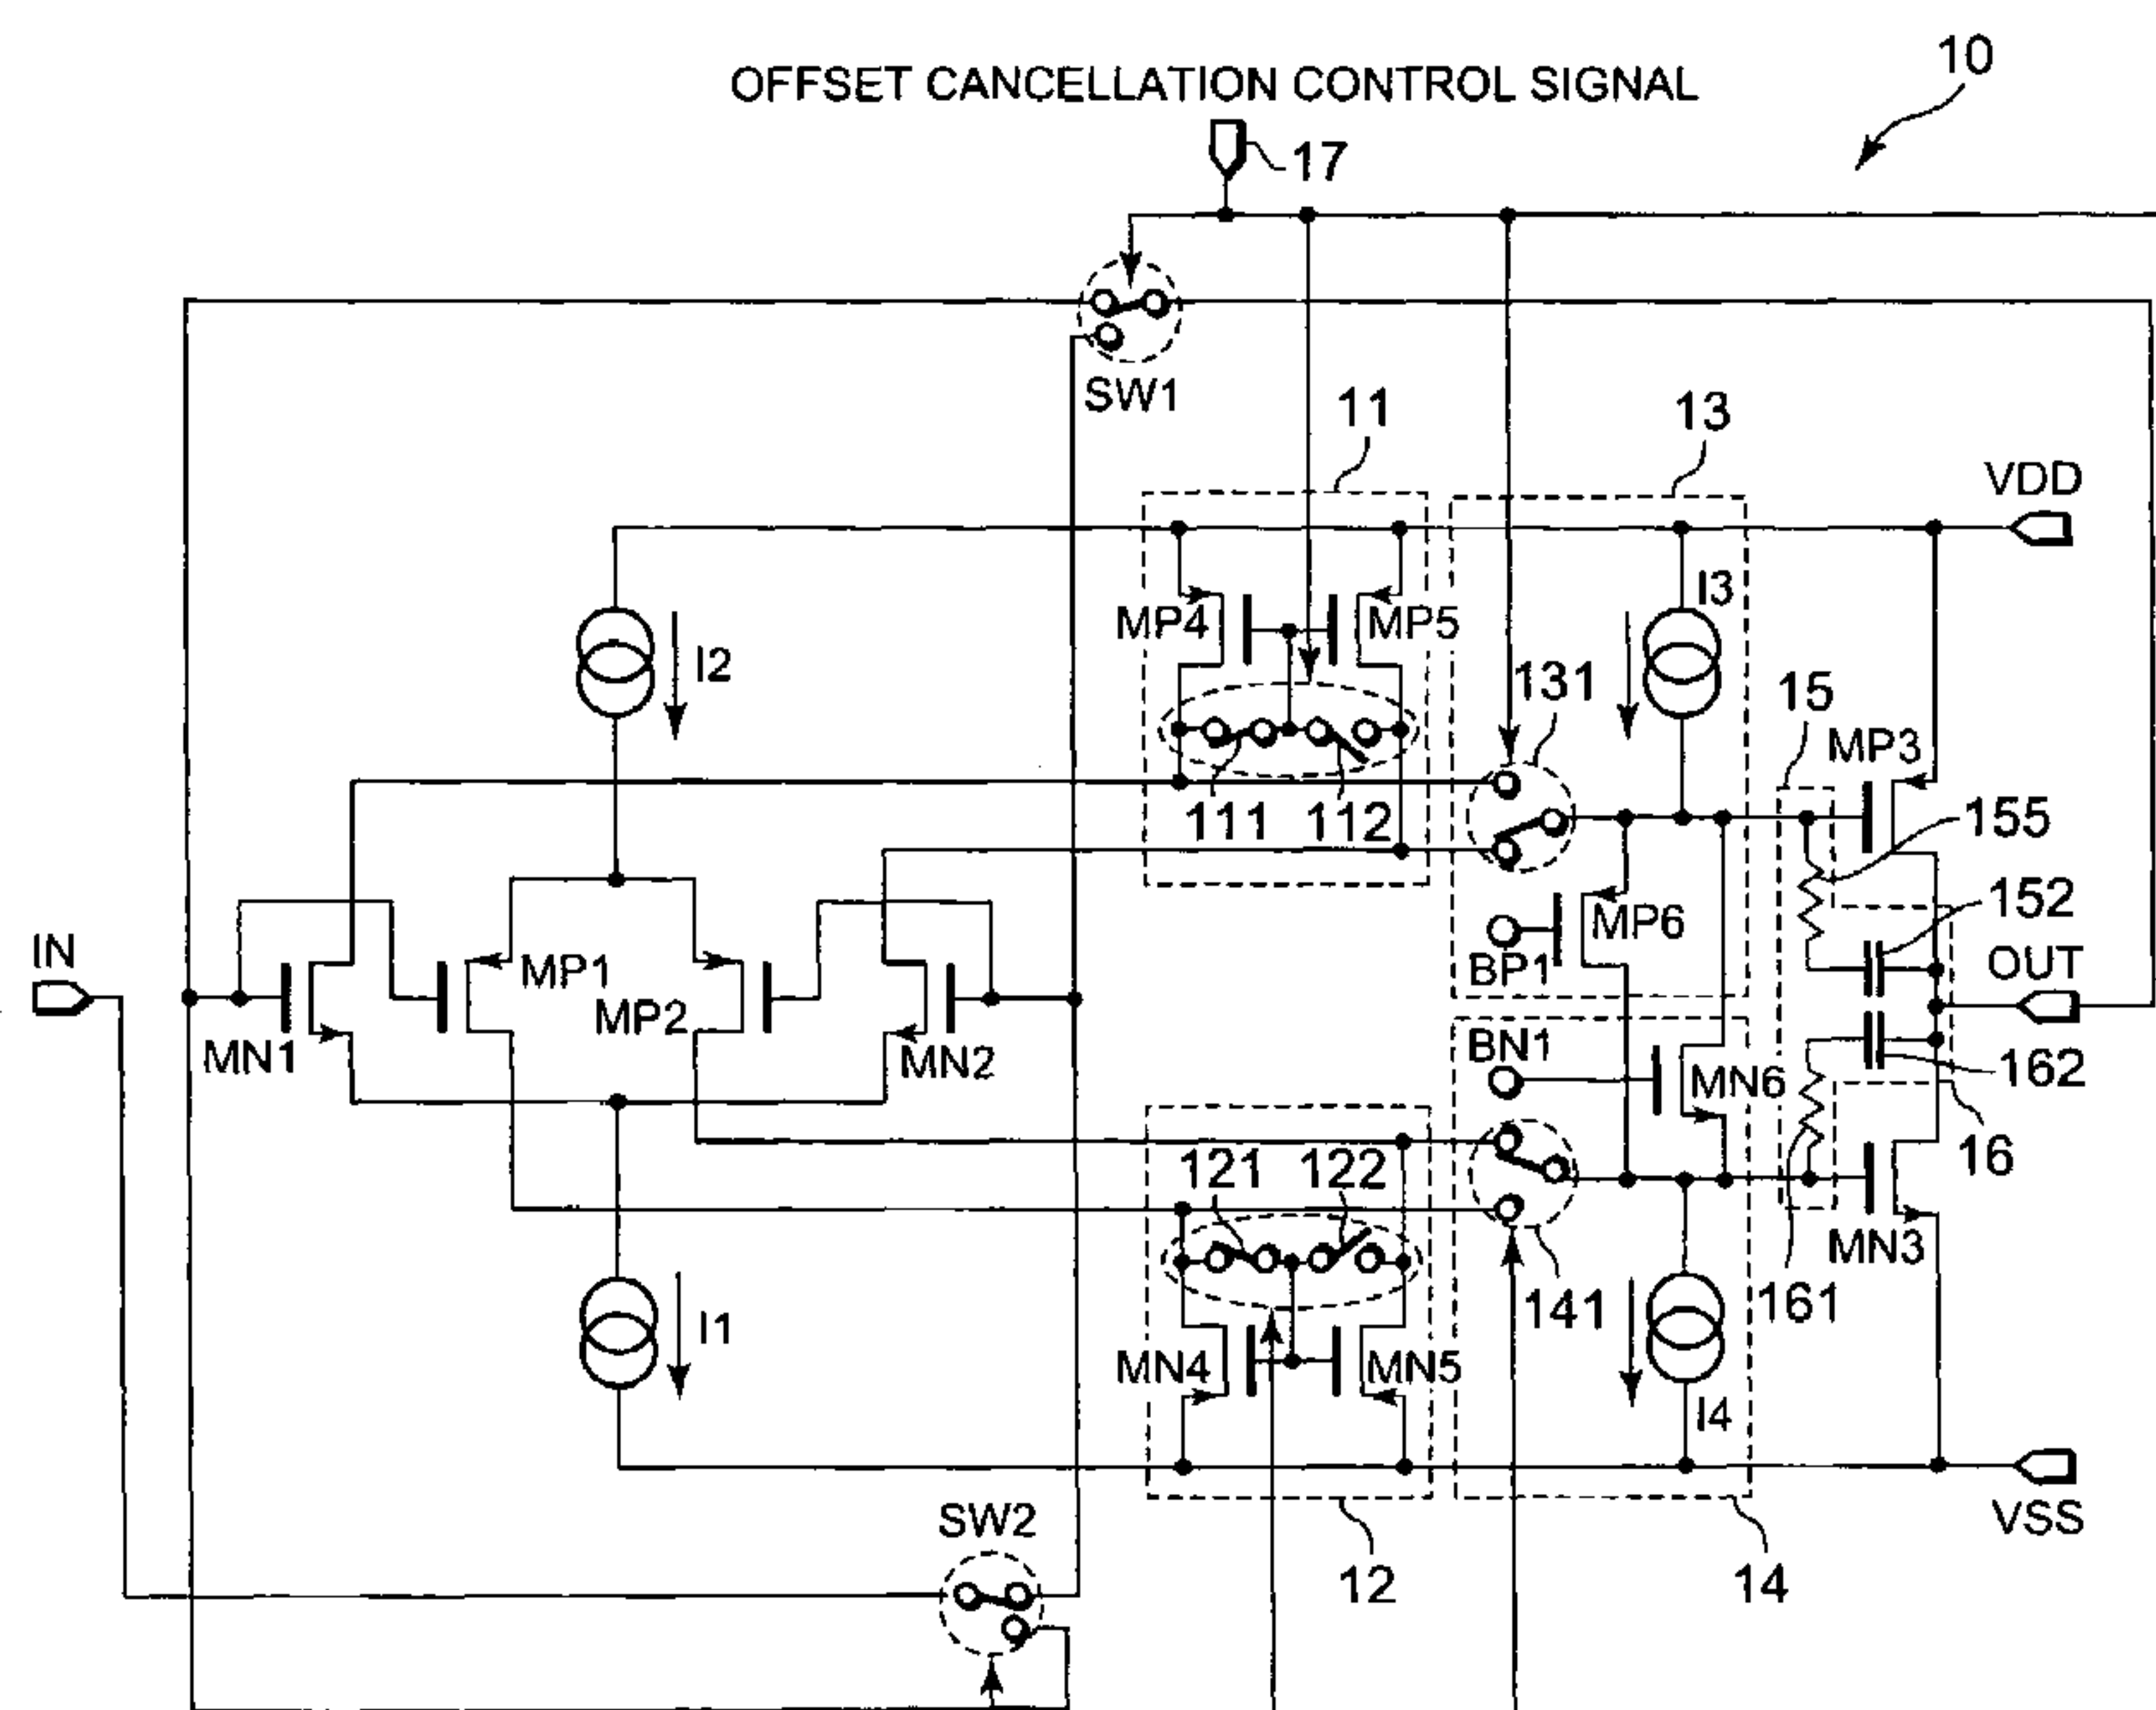 10
OFFSET CANCELLATION CONTROL SIGNAL
17
SW1
11
13
VDD
MP4
MP5
I3
I2
131
15
MP3
111
112
155
152
MP6
BP1
IN
MP1
MP2
OUT
MN1
MN2
BN1
MN6
162
121
122
16
MN3
141
161
I1
MN4
MN5
I4
SW2
VSS
12
14